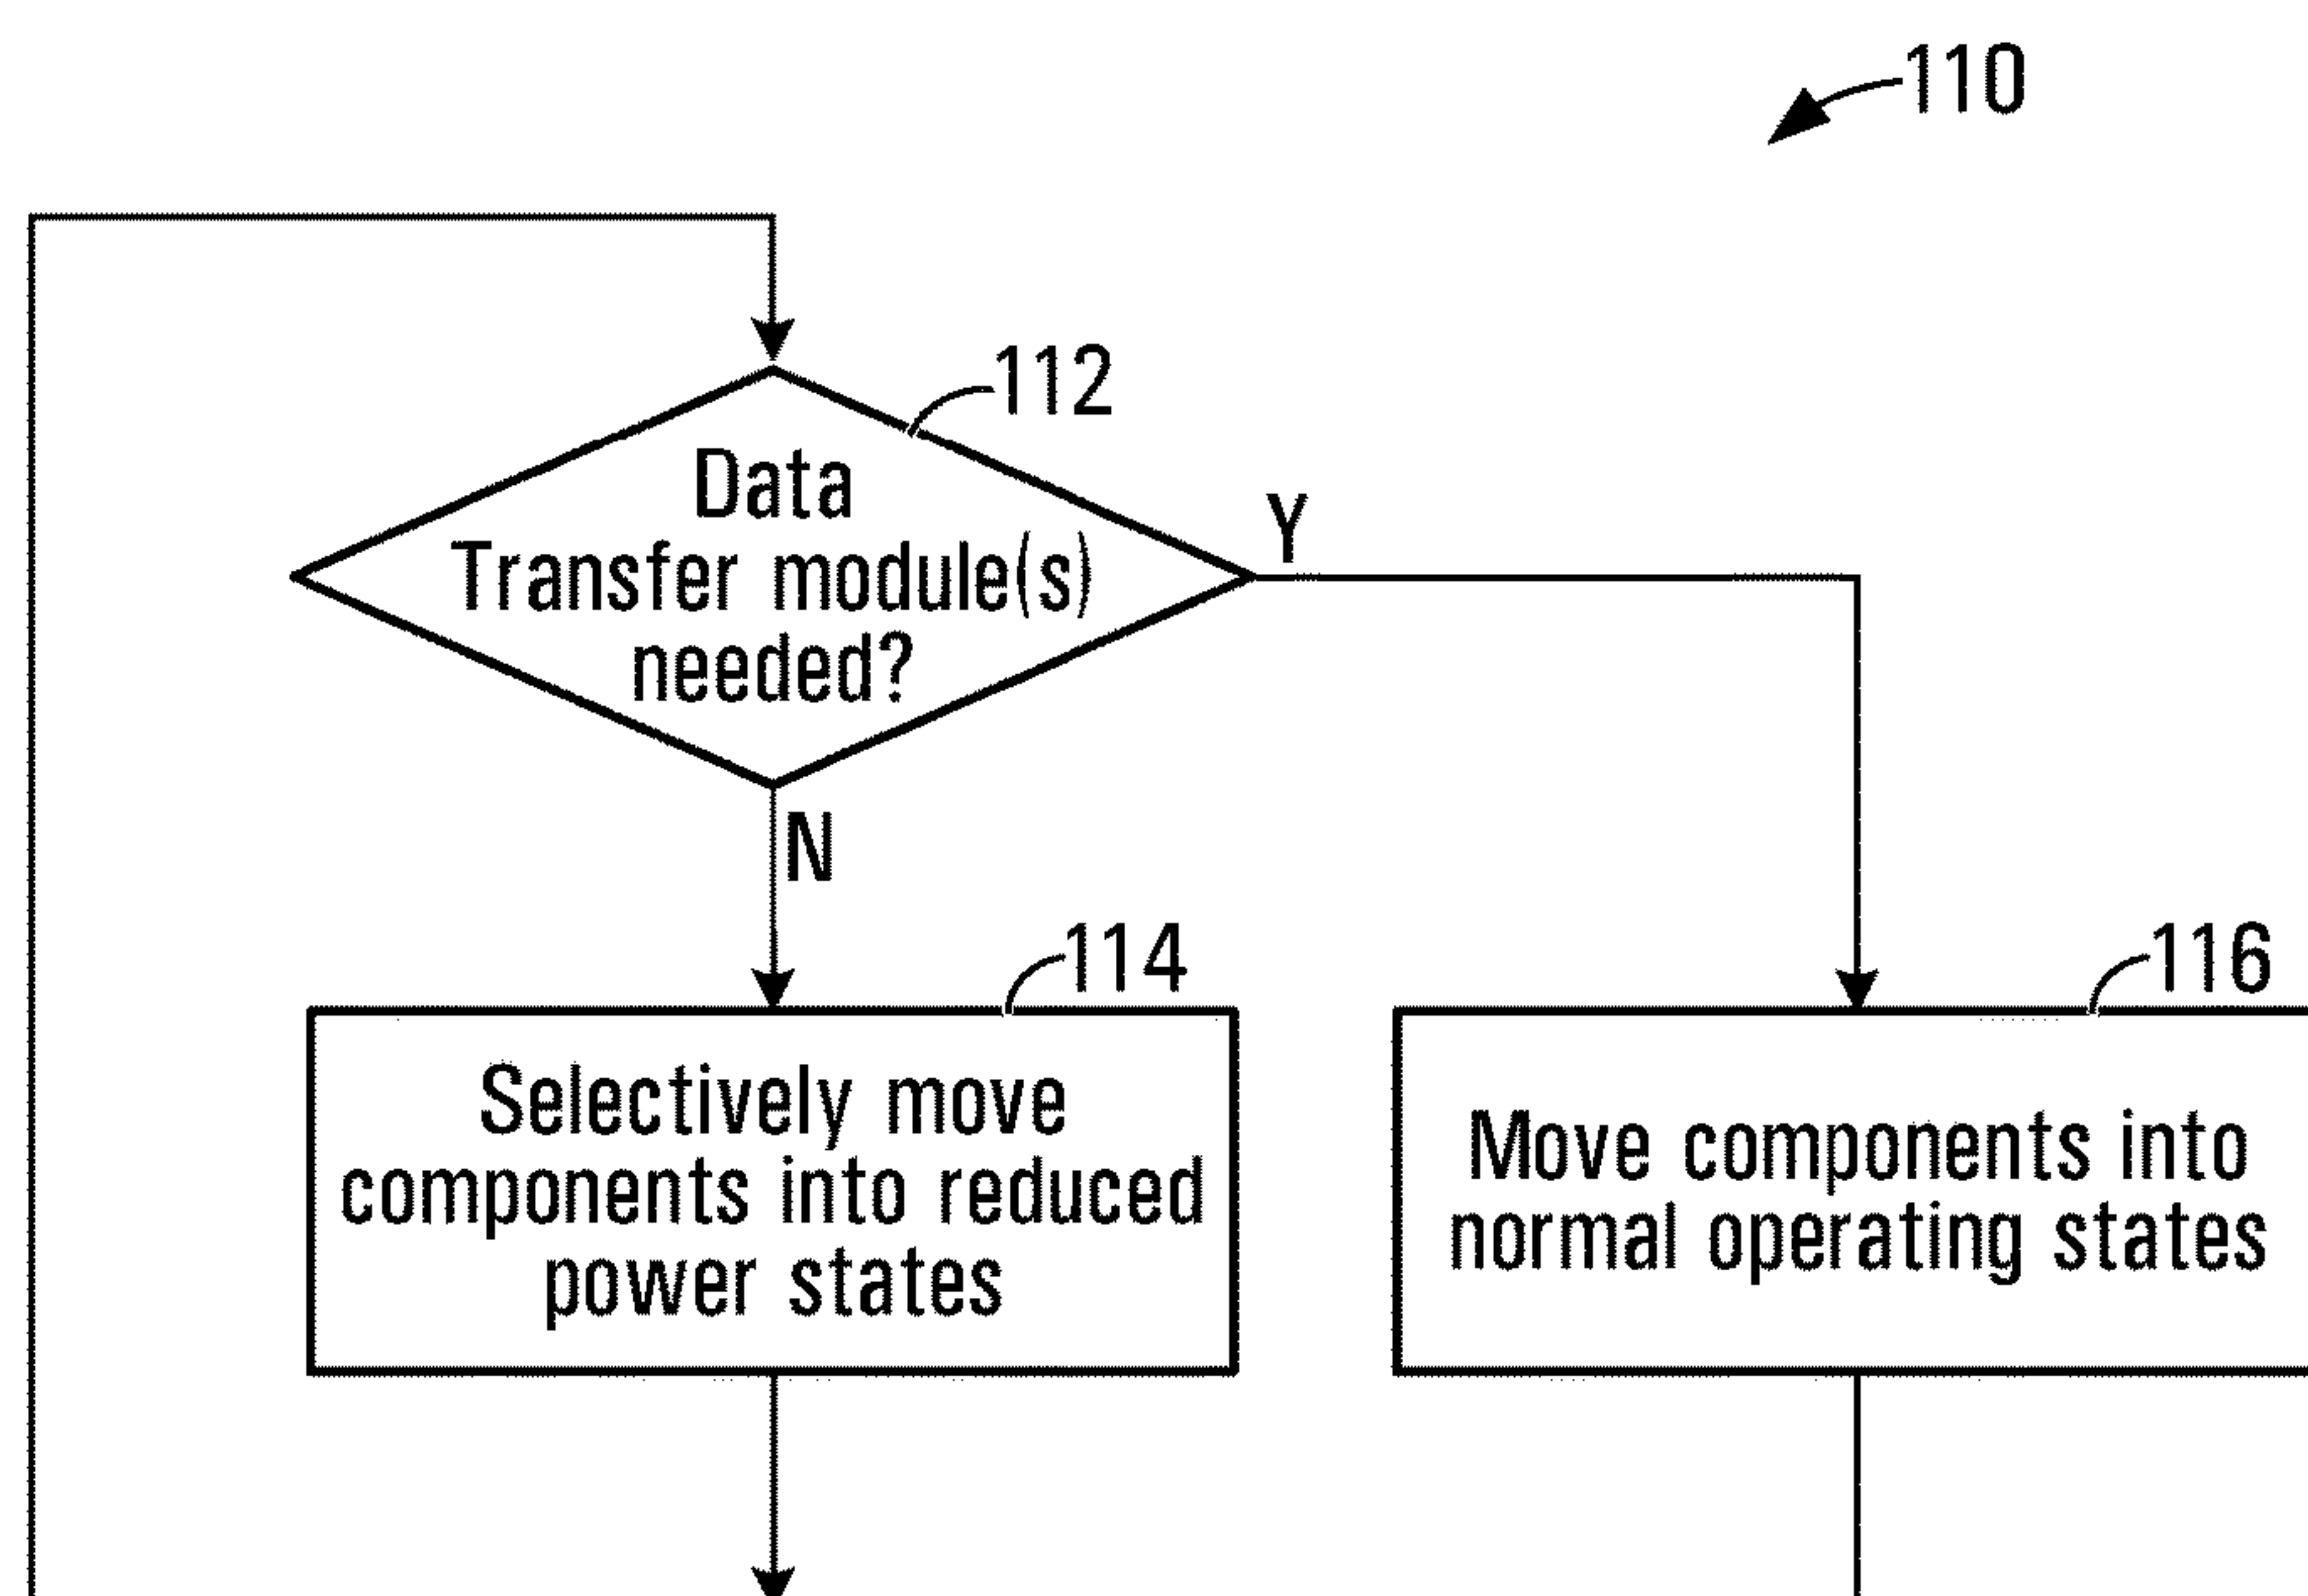 110
112
Data
Transfer module(s)
needed?
Y
N
114
Selectively move
components into reduced
power states
116
Move components into
normal operating states